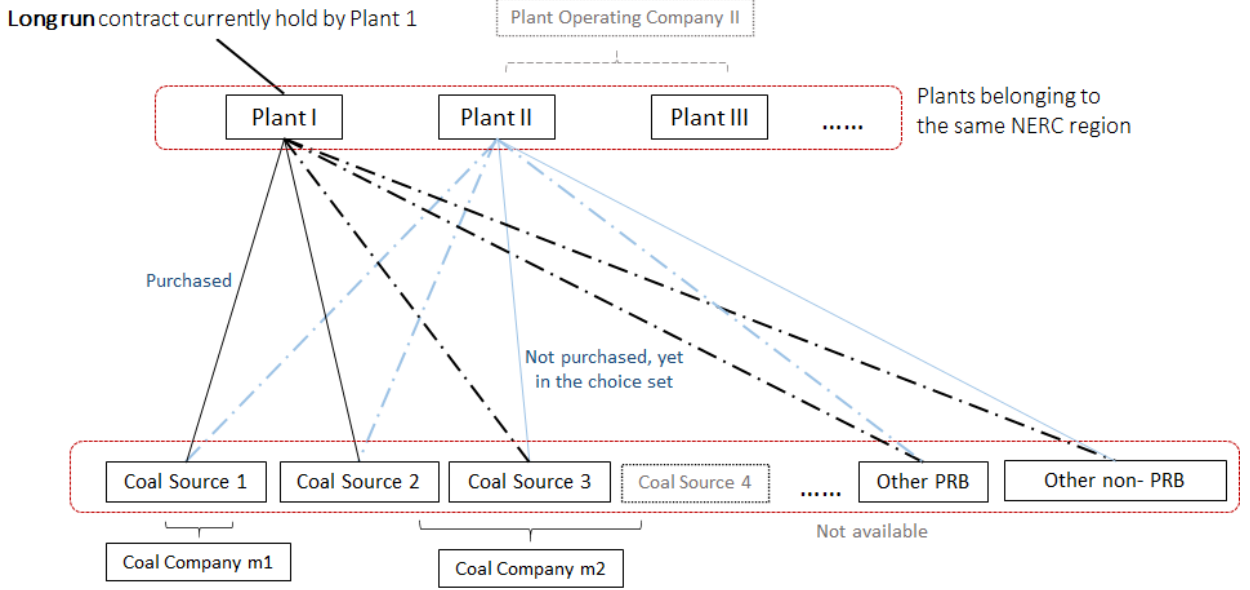 Long run contract currently hold by Plant 1
Plant Operating Company II
Plant I
Plant II
Plant III
......
Plants belonging to
the same NERC region
Purchased
Not purchased, yet
in the choice set
Coal Source 1
Coal Source 2
Coal Source 3
Coal Source 4
......
Other PRB
Other non- PRB
Not available
Coal Company m1
Coal Company m2